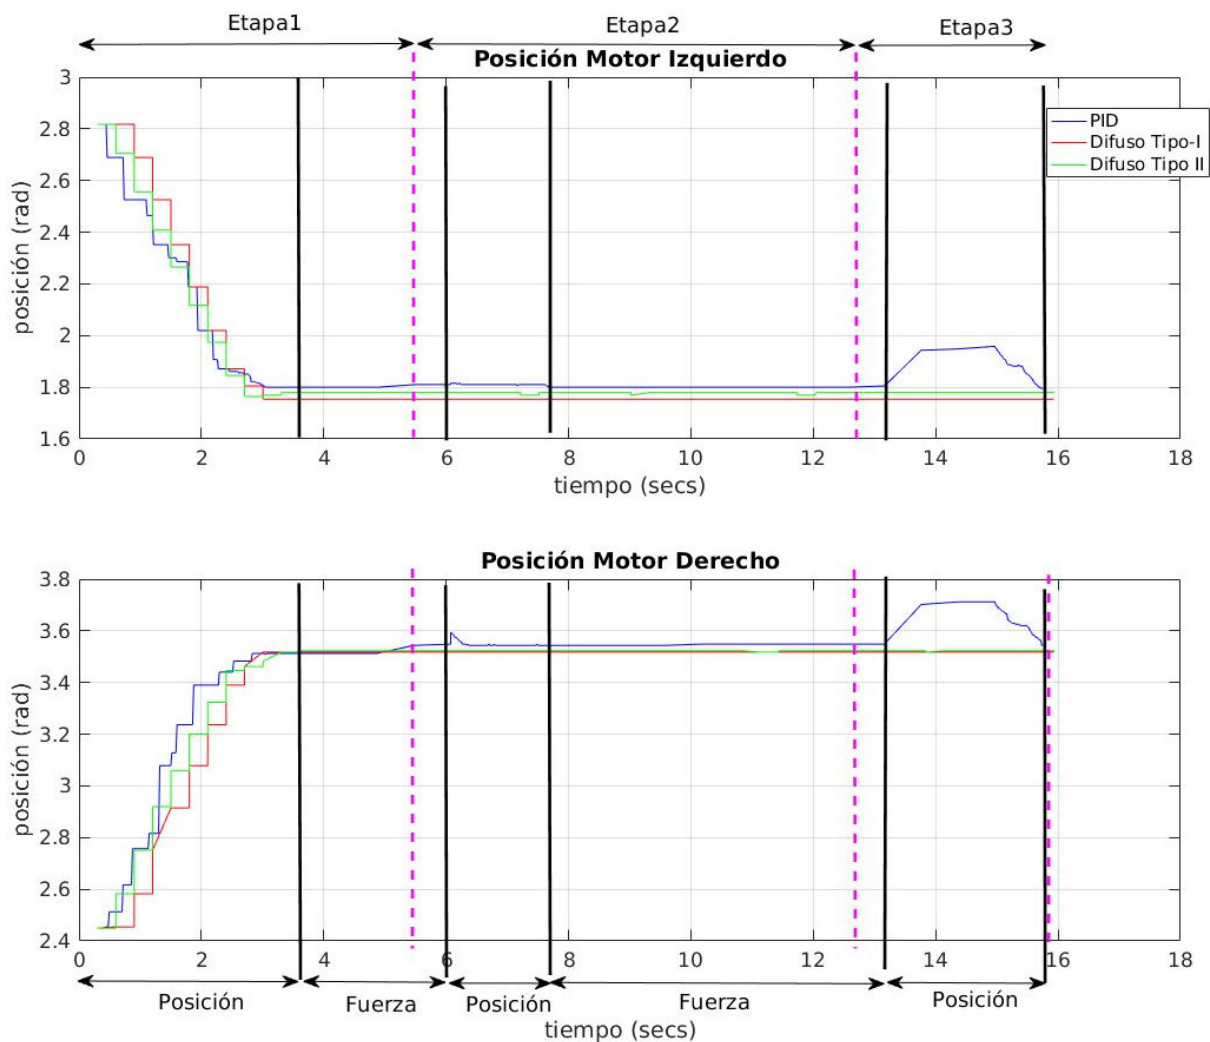 Etapa1 Etapa2 Etapa3
Posición Motor Izquierdo
3
2.8
2.6
2.4
2.2
2
1.8
1.6
posición (rad)
PID
Difuso Tipo-I
Difuso Tipo II
0 2 4 6 8 10 12 14 16 18
tiempo (secs)
Posición Motor Derecho
3.8
3.6
3.4
3.2
3
2.8
2.6
2.4
posición (rad)
0 2 4 6 8 10 12 14 16 18
Posición Fuerza Posición Fuerza Posición
tiempo (secs)